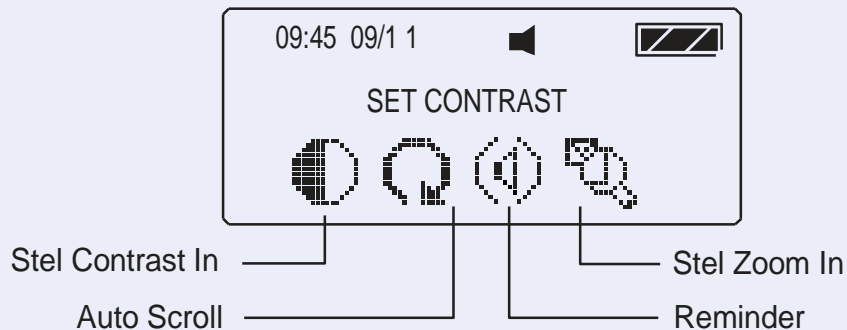 09:45 09/1 1
SET CONTRAST
Stel Contrast In
Stel Zoom In
Auto Scroll
Reminder